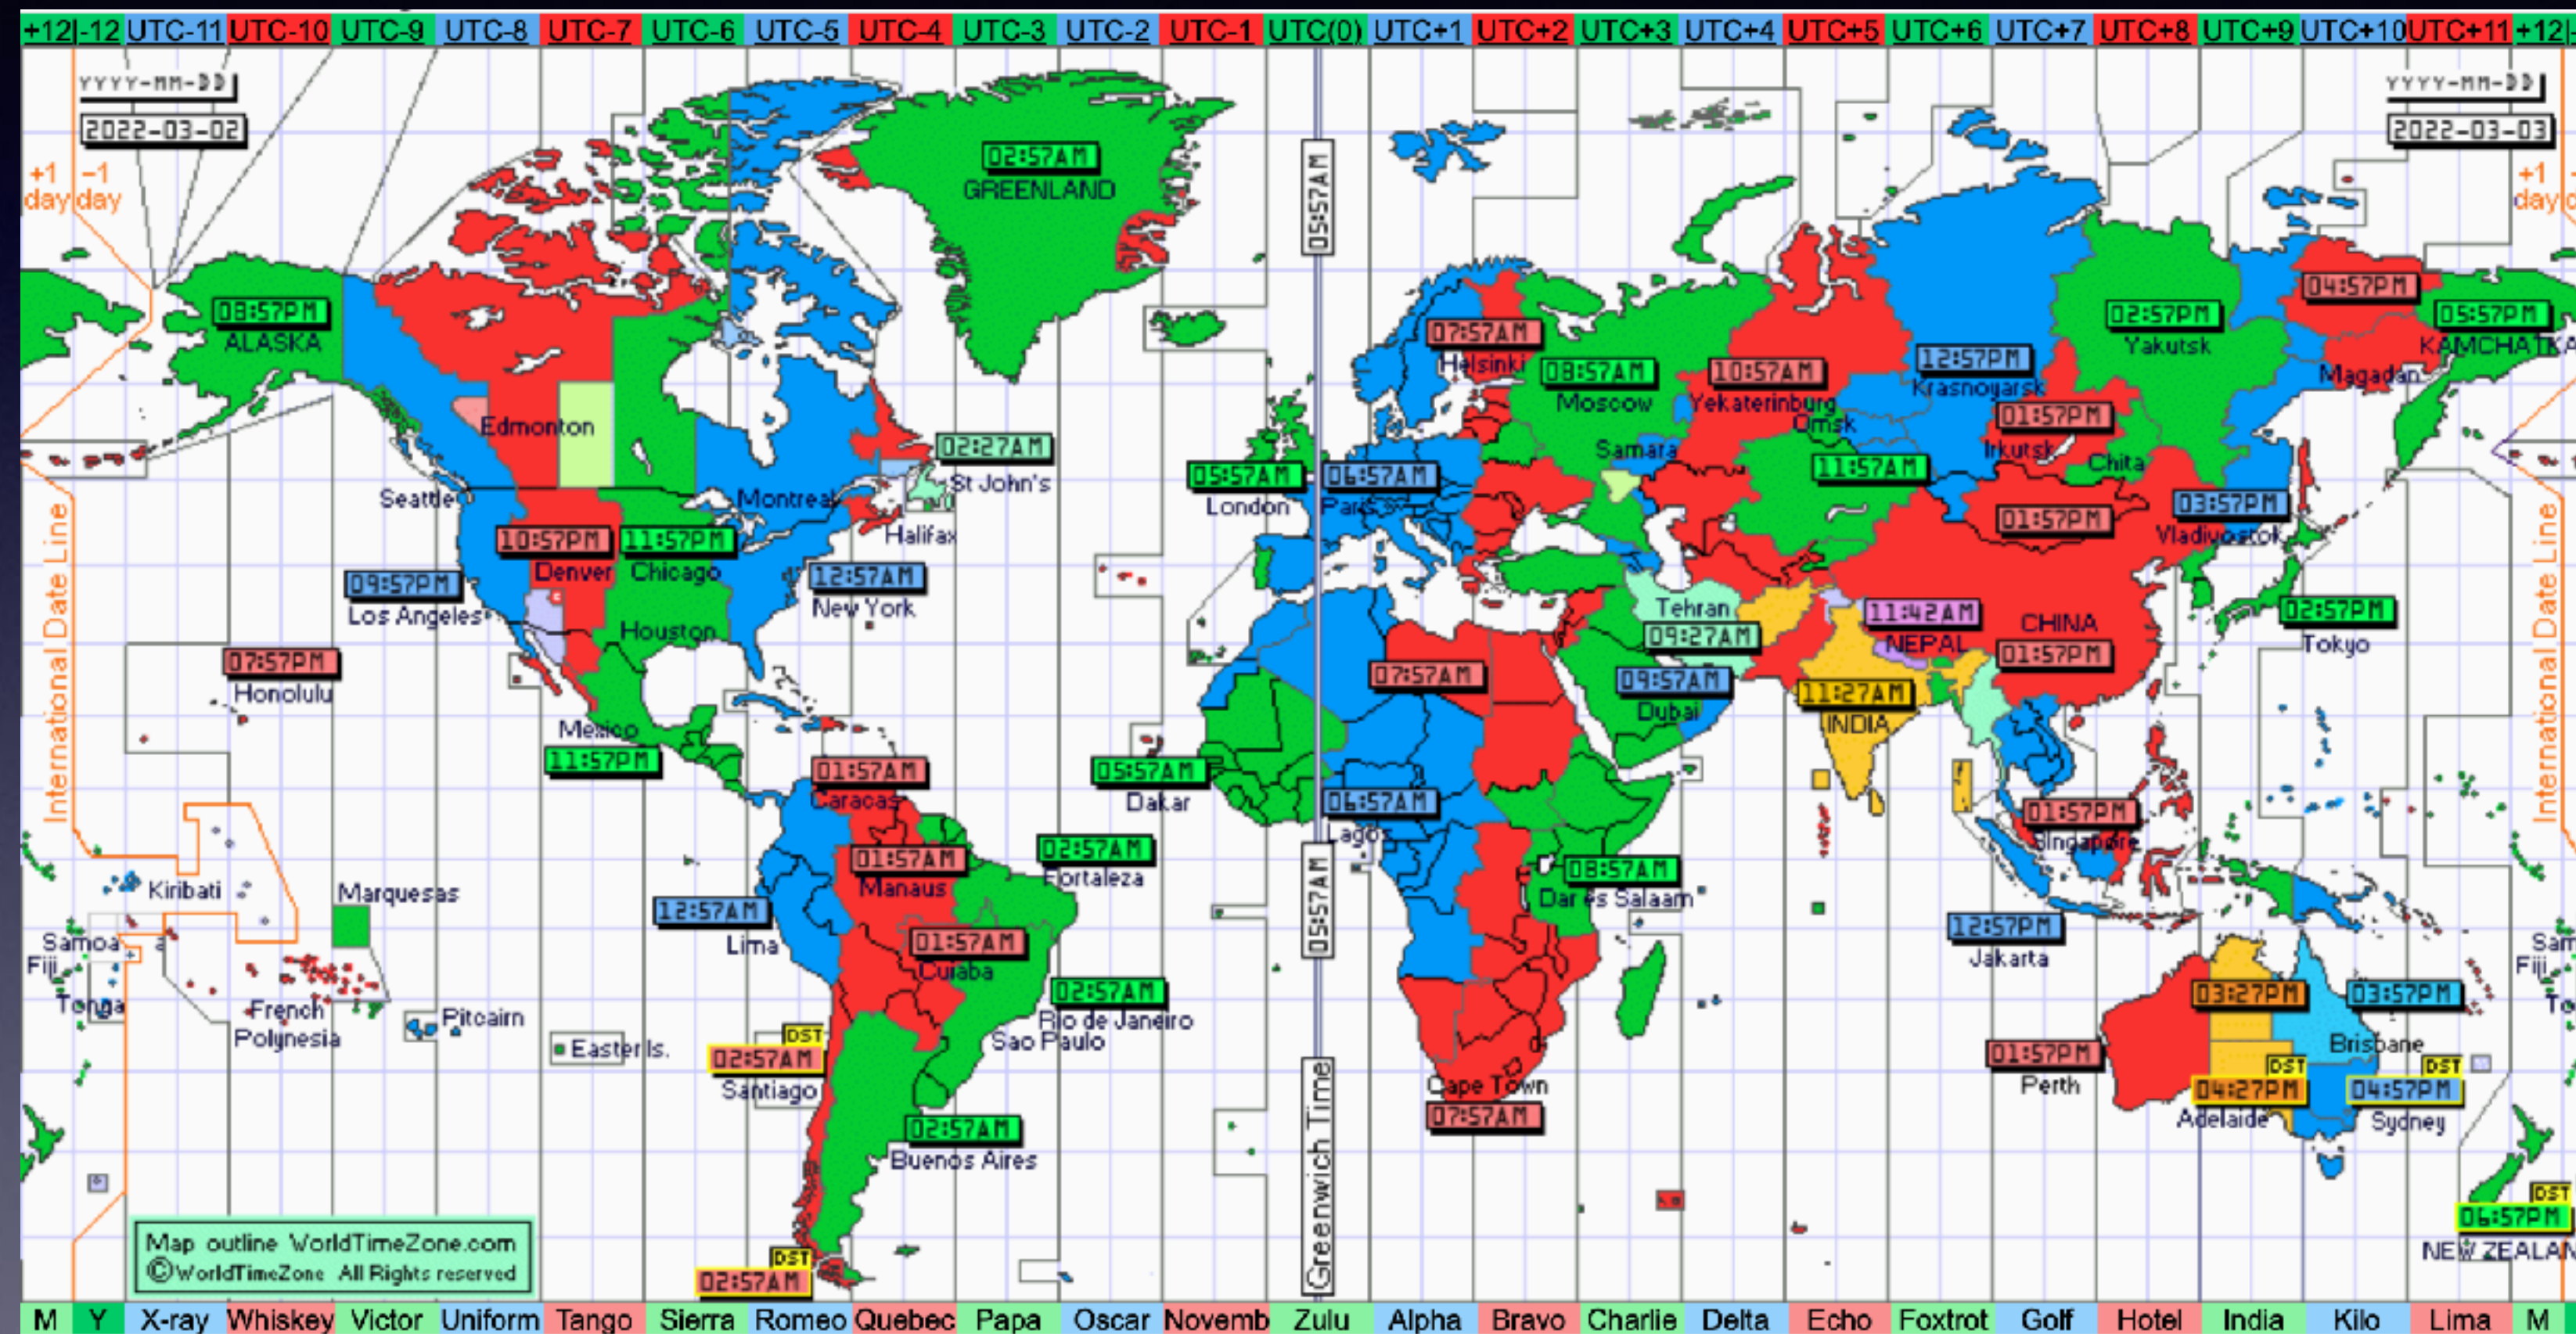 +12|-12 UTC-11 UTC-10 UTC-9 UTC-8 UTC-7 UTC-6 UTC-5 UTC-4 UTC-3 UTC-2 UTC-1 UTC(0) UTC+1 UTC+2 UTC+3 UTC+4 UTC+5 UTC+6 UTC+7 UTC+8 UTC+9 UTC+10 UTC+11 +12|
YYYY-MM-DD
YYYY-MM-DD
2022-03-02
2022-03-03
+1 day
-1 day
+1 day
02:57AM
GREENLAND
05:57AM
08:57PM
ALASKA
04:57PM
Magadan
05:57PM
KAMCHATKA
02:57PM
Yakutsk
07:57AM
Helsinki
08:57AM
Moscow
10:57AM
Yekaterinburg
12:57PM
Krasnoyarsk
Omsk
01:57PM
Irkutsk
Chita
Samara
11:57AM
Edmonton
02:27AM
St John's
05:57AM
London
06:57AM
Paris
Seattle
Montreal
Halifax
03:57PM
Vladivostok
01:57PM
10:57PM
Denver
11:57PM
Chicago
09:57PM
Los Angeles
12:57AM
New York
Houston
Tehran
09:27AM
11:42AM
NEPAL
CHINA
01:57PM
02:57PM
Tokyo
07:57PM
Honolulu
07:57AM
09:57AM
Dubai
11:27AM
INDIA
Mexico
11:57PM
01:57AM
Caracas
05:57AM
Dakar
06:57AM
Lagos
01:57PM
Singapore
International Date Line
International Date Line
01:57AM
Manaus
02:57AM
Fortaleza
08:57AM
Dar es Salaam
Kiribati
Marquesas
12:57AM
Lima
05:57AM
12:57PM
Jakarta
Samoa
Fiji
Tonga
01:57AM
Cuiaba
02:57AM
Rio de Janeiro
Sao Paulo
French
Polynesia
Pitcairn
Easter Is.
DST
02:57AM
Santiago
03:27PM
03:57PM
Brisbane
01:57PM
Perth
DST
04:27PM
Adelaide
DST
04:57PM
Sydney
Sam
Fiji
To
Cape Town
07:57AM
02:57AM
Buenos Aires
Greenwich Time
DST
06:57PM
NEW ZEALAN
Map outline WorldTimeZone.com
©WorldTimeZone All Rights reserved
DST
02:57AM
M Y X-ray Whiskey Victor Uniform Tango Sierra Romeo Quebec Papa Oscar Novemb Zulu Alpha Bravo Charlie Delta Echo Foxtrot Golf Hotel India Kilo Lima M